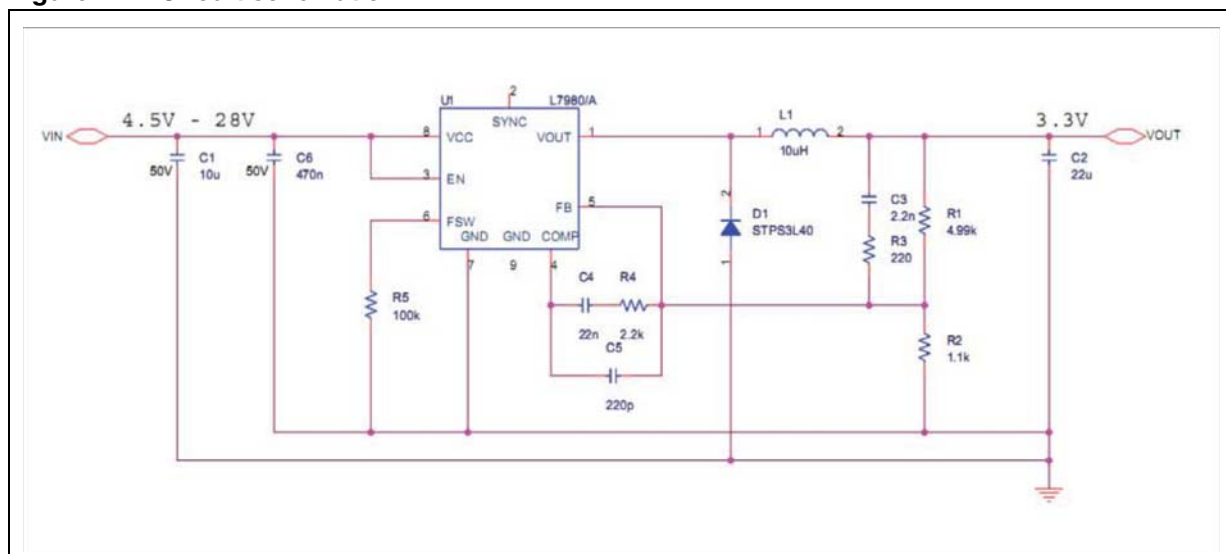 4.5V - 28V
VIN
C1
10u
50V
C6
470n
50V
U1
L7980/A
2
SYNC
8
VCC
VOUT
1
3
EN
FB
5
6
FSW
GND
GND
COMP
7
9
4
R5
100k
C4
22n
R4
2.2k
C5
220p
2
D1
STPS3L40
1
1
L1
2
10uH
C3
2.2n
R3
220
R1
4.99k
R2
1.1k
3.3V
VOUT
C2
22u